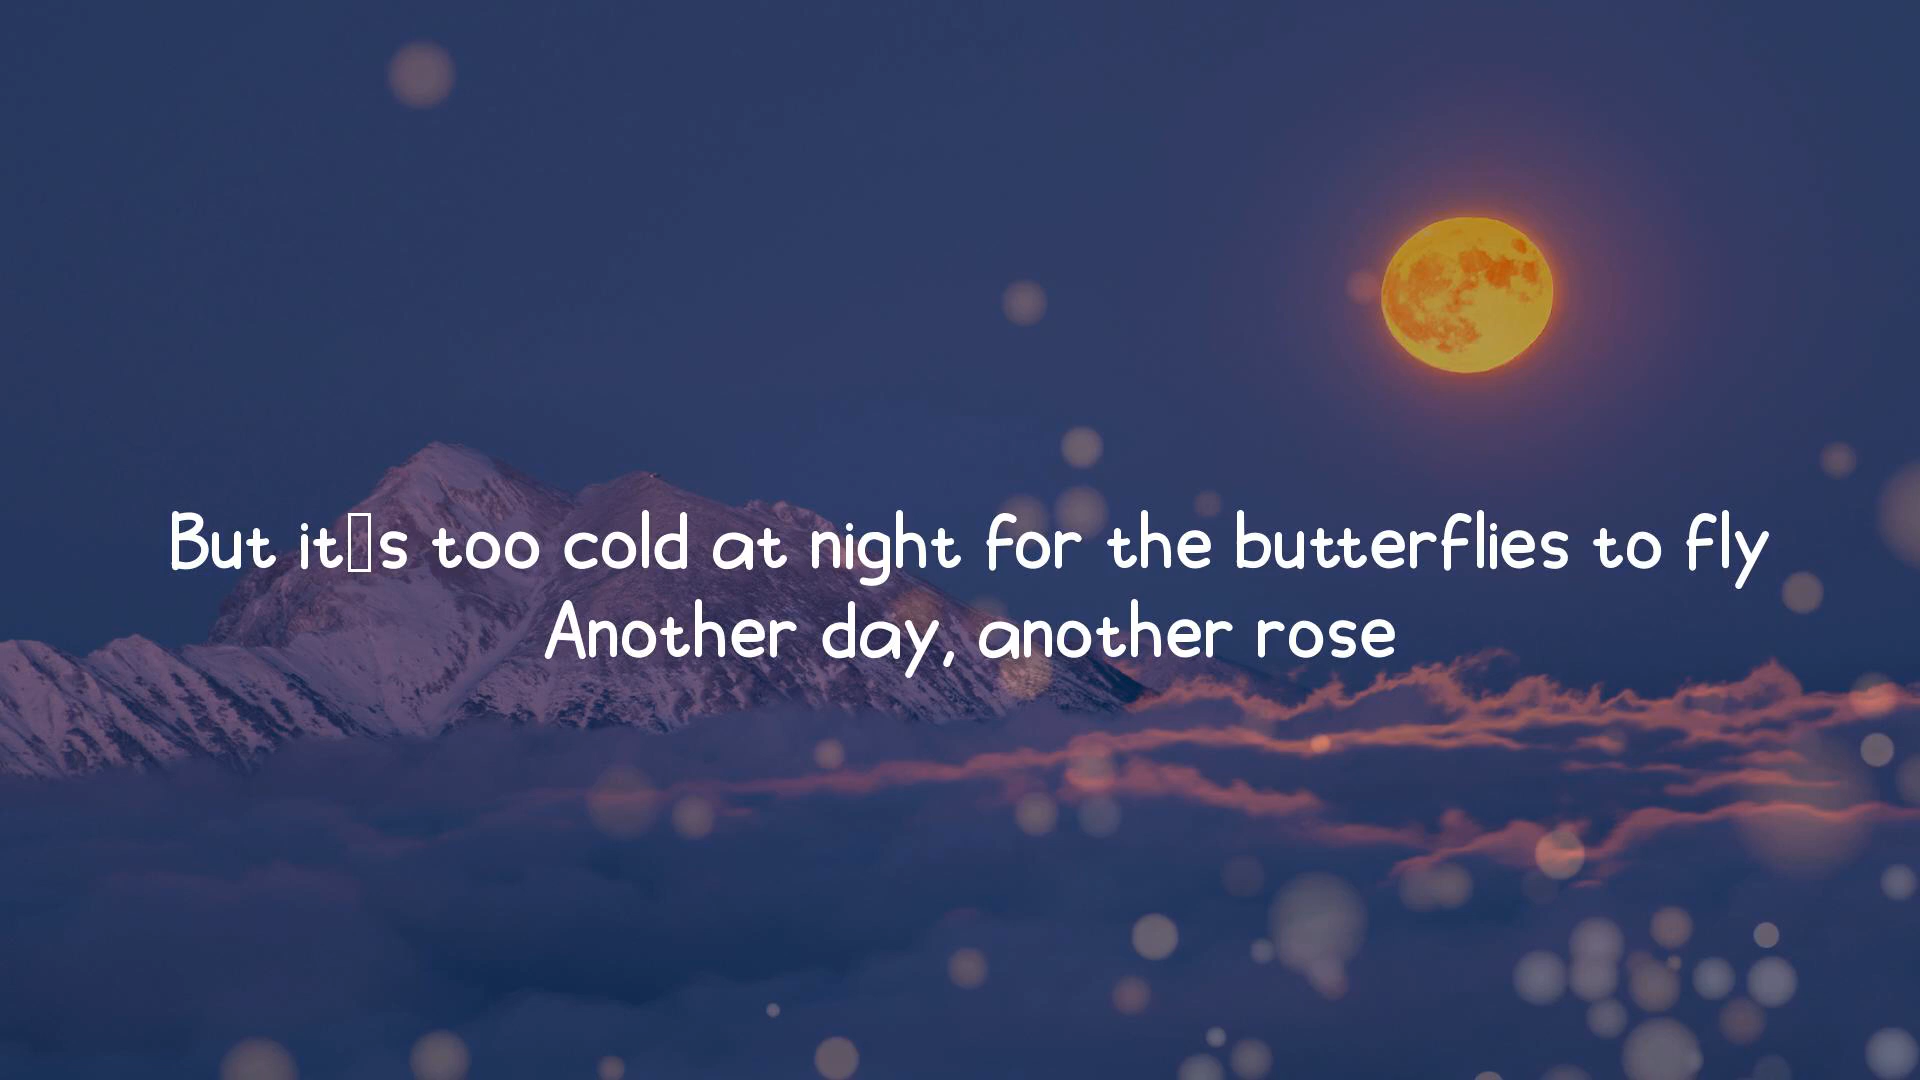 But it▯s too cold at night for the butterflies to fly
Another day, another rose